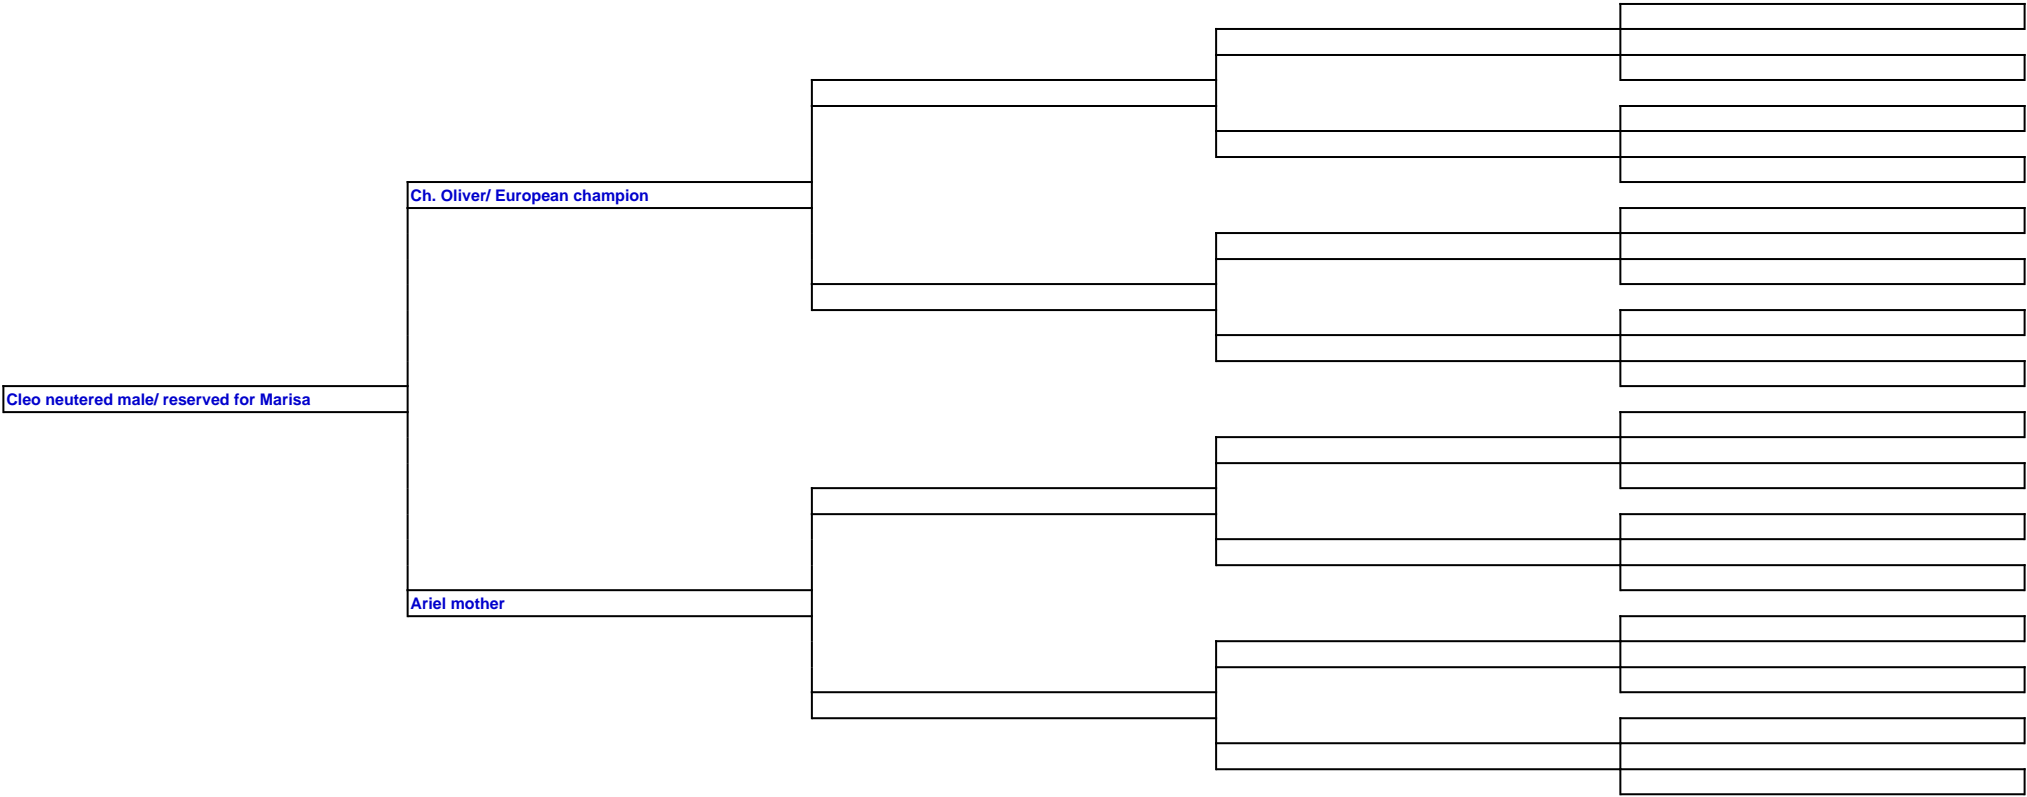 Ch. Oliver/ European champion
Cleo neutered male/ reserved for Marisa
Ariel mother